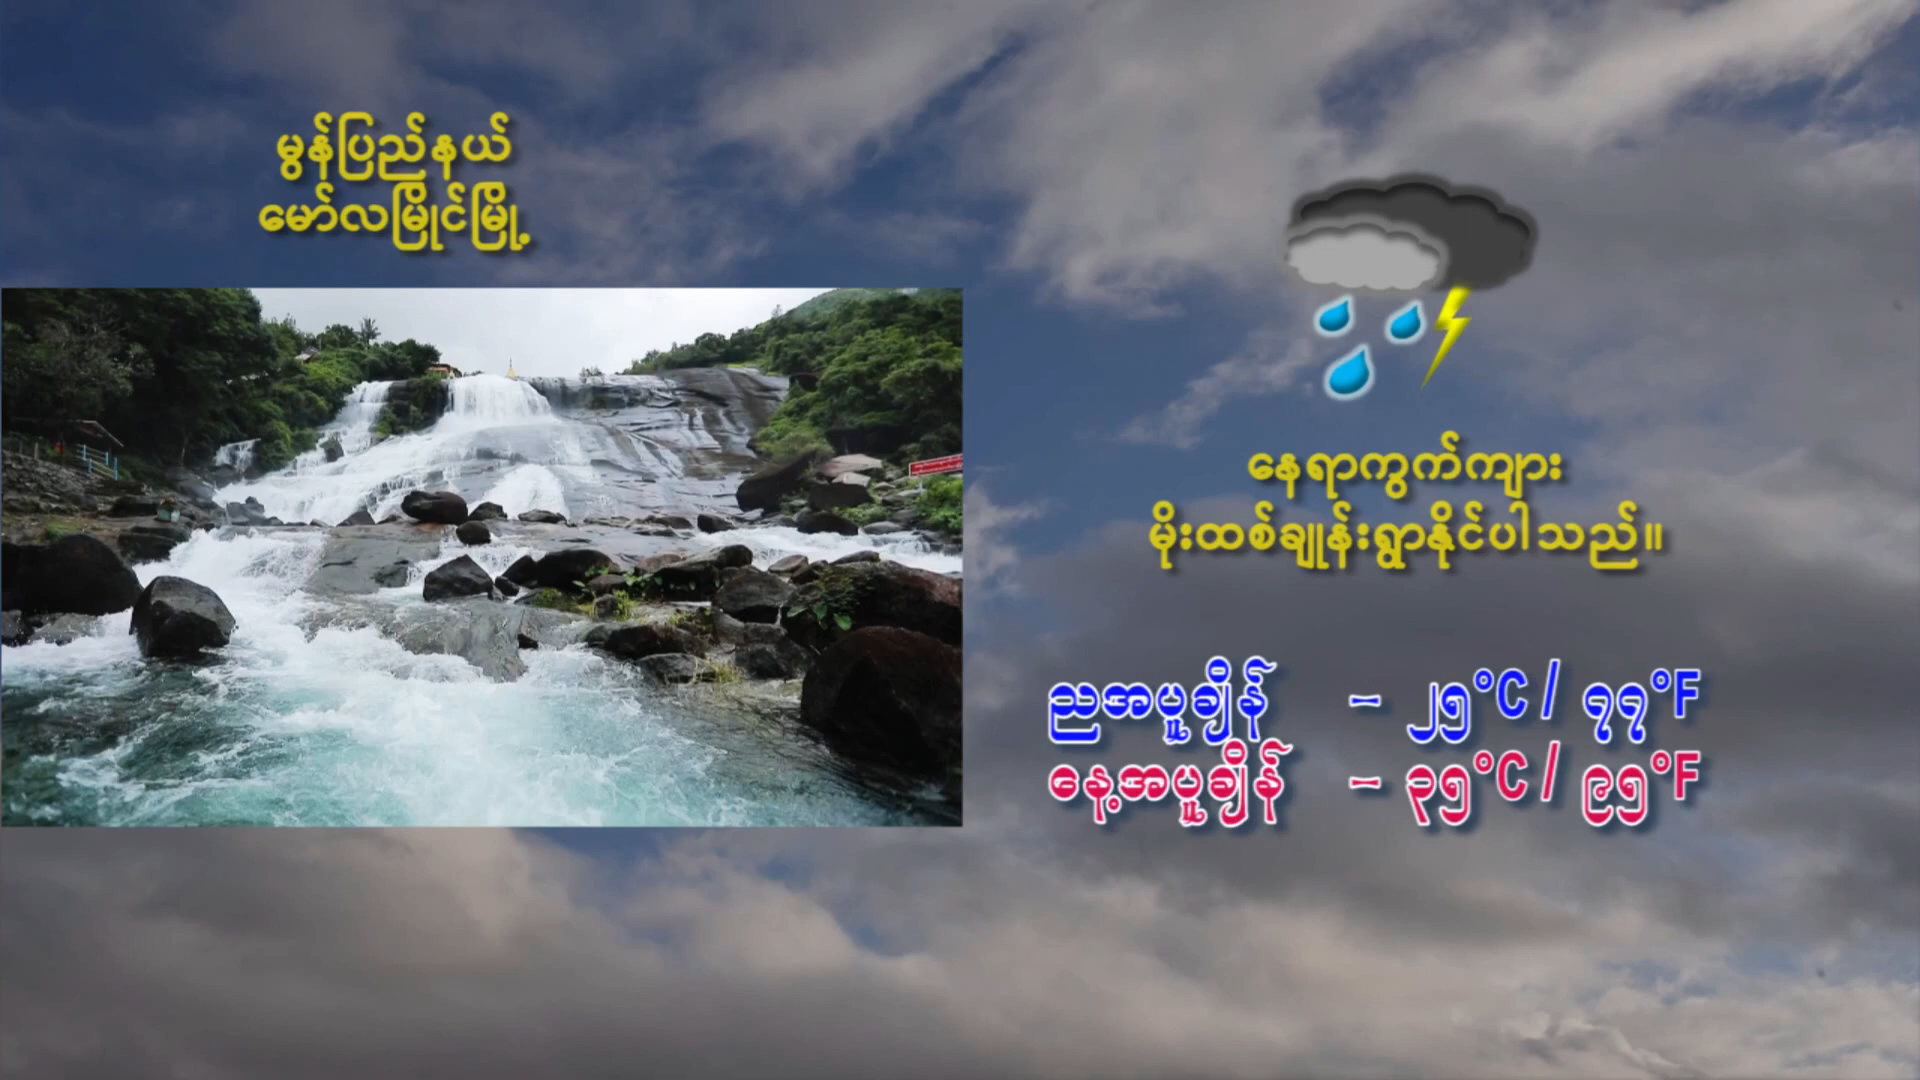 မွန်ပြည်နယ်
မော်လမြိုင်မြို့
နေရာကွက်ကျား
မိုးထစ်ချုန်းရွာနိုင်ပါသည်။
ညအပူချိန် - ၂၅°C / ၇၇°F
နေ့အပူချိန် - ၃၅°C / ၉၅°F